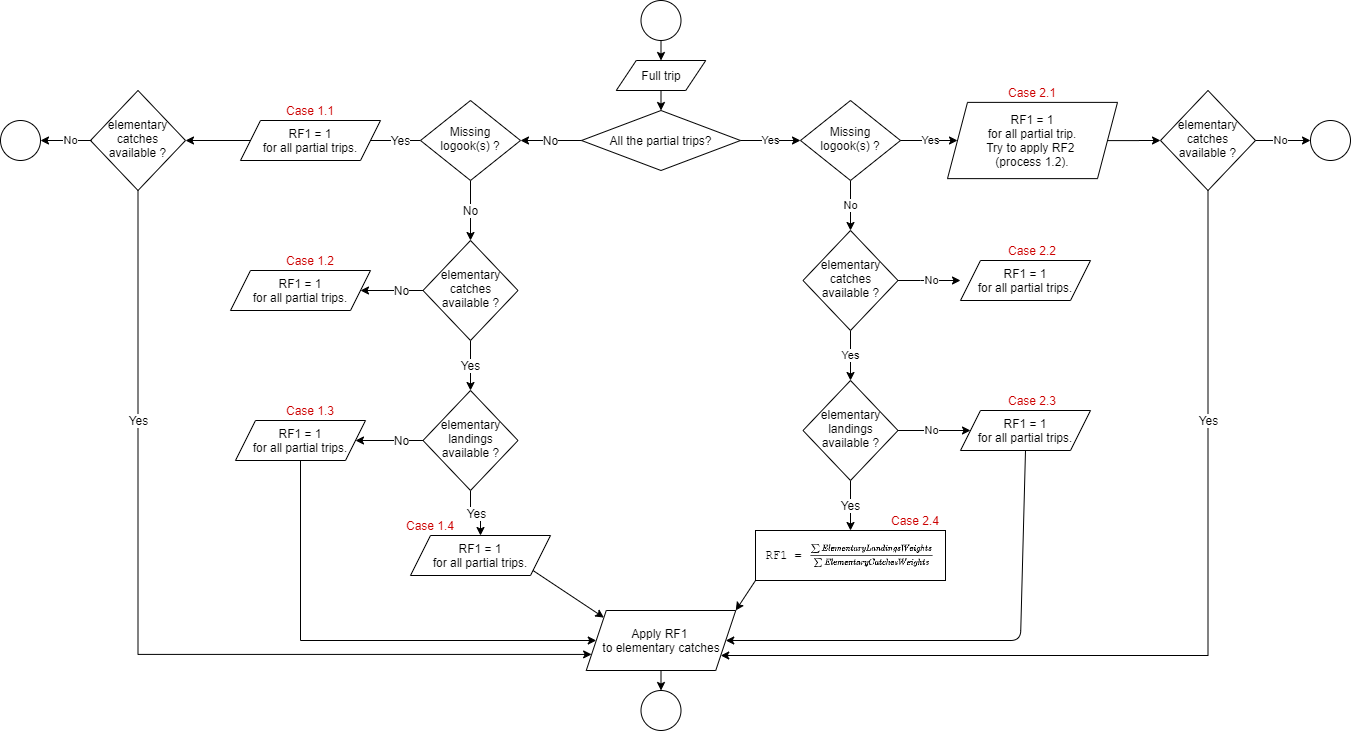 Full trip
All the partial trips?
No
Yes
Missing
logook(s) ?
Yes
Case 1.1
RF1 = 1
for all partial trips.
elementary
catches
available ?
No
Yes
No
elementary
catches
available ?
No
Case 1.2
RF1 = 1
for all partial trips.
Yes
elementary
landings
available ?
No
Case 1.3
RF1 = 1
for all partial trips.
Yes
Case 1.4
RF1 = 1
for all partial trips.
Missing
logook(s) ?
Yes
Case 2.1
RF1 = 1
for all partial trip.
Try to apply RF2
(process 1.2).
elementary
catches
available ?
No
Yes
No
elementary
catches
available ?
No
Case 2.2
RF1 = 1
for all partial trips.
Yes
elementary
landings
available ?
No
Case 2.3
RF1 = 1
for all partial trips.
Yes
Case 2.4
RF1 = ∑ ElementaryLandingsWeights / ∑ ElementaryCatchesWeights
Apply RF1
to elementary catches